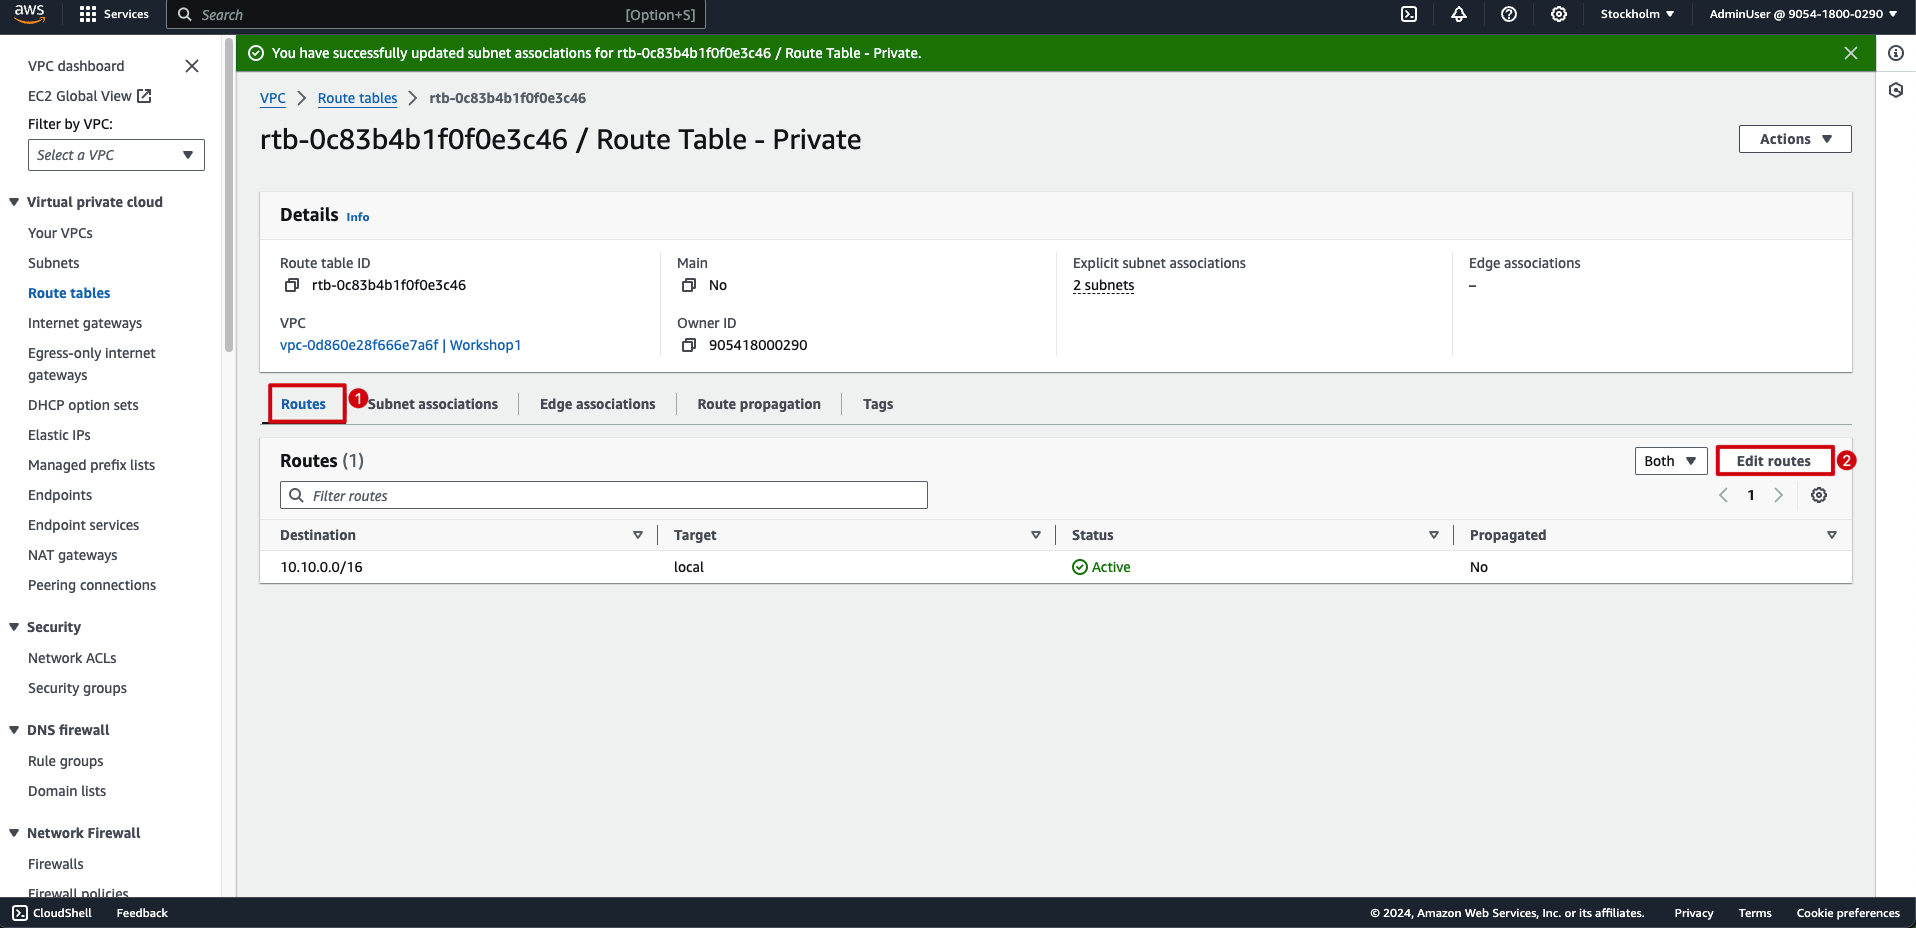 aws
Services
Search
[Option+S]
Stockholm ▼
AdminUser @ 9054-1800-0290 ▼
You have successfully updated subnet associations for rtb-0c83b4b1f0f0e3c46 / Route Table - Private.
VPC dashboard
EC2 Global View
Filter by VPC:
Select a VPC
Virtual private cloud
Your VPCs
Subnets
Route tables
Internet gateways
Egress-only internet
gateways
DHCP option sets
Elastic IPs
Managed prefix lists
Endpoints
Endpoint services
NAT gateways
Peering connections
Security
Network ACLs
Security groups
DNS firewall
Rule groups
Domain lists
Network Firewall
Firewalls
Firewall policies
VPC > Route tables > rtb-0c83b4b1f0f0e3c46
rtb-0c83b4b1f0f0e3c46 / Route Table - Private
Actions ▼
Details Info
Route table ID
rtb-0c83b4b1f0f0e3c46
Main
No
Explicit subnet associations
2 subnets
Edge associations
–
VPC
vpc-0d860e28f666e7a6f | Workshop1
Owner ID
905418000290
Routes
1
Subnet associations
Edge associations
Route propagation
Tags
Routes (1)
Both ▼
Edit routes
2
Filter routes
1
Destination
Target
Status
Propagated
10.10.0.0/16
local
Active
No
CloudShell
Feedback
© 2024, Amazon Web Services, Inc. or its affiliates.
Privacy
Terms
Cookie preferences